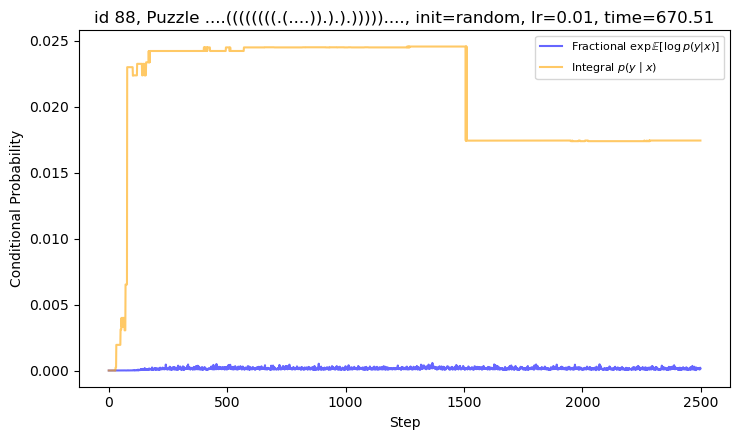 id 88, Puzzle ....((((((((.(.(....)).).).)))))...., init=random, lr=0.01, time=670.51
Fractional exp𝔼[log p(y|x)]
Integral p(y | x)
Conditional Probability
0.025
0.020
0.015
0.010
0.005
0.000
0 500 1000 1500 2000 2500
Step